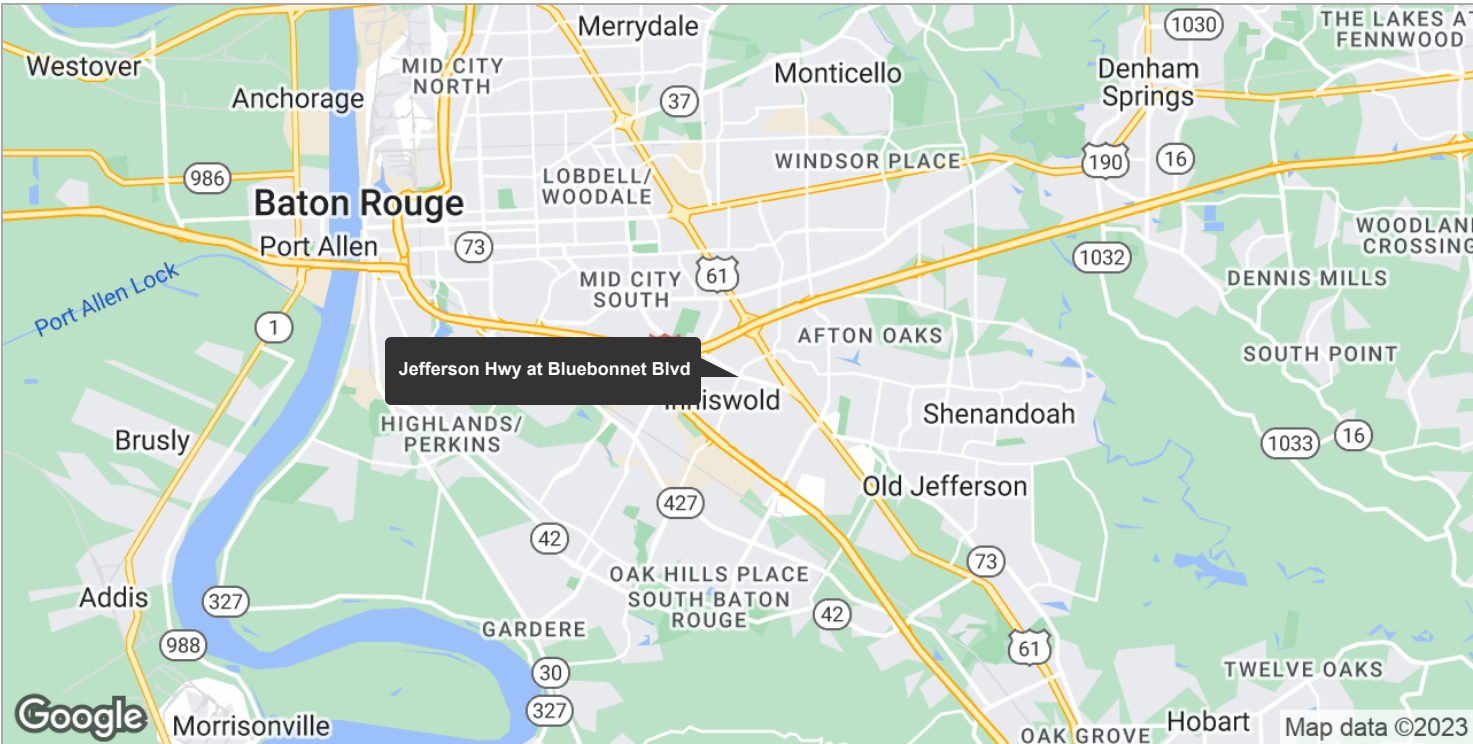 Merrydale
1030
THE LAKES AT
FENNWOOD
Westover
MID CITY
NORTH
Monticello
Denham
Springs
Anchorage
37
LOBDELL/
WOODALE
WINDSOR PLACE
190
16
986
Baton Rouge
Port Allen
73
MID CITY
SOUTH
61
1032
WOODLAN
CROSSING
DENNIS MILLS
Port Allen Lock
1
AFTON OAKS
SOUTH POINT
Jefferson Hwy at Bluebonnet Blvd
Inniswold
Shenandoah
HIGHLANDS/
PERKINS
Brusly
1033
16
427
Old Jefferson
42
73
OAK HILLS PLACE
SOUTH BATON
ROUGE
42
Addis
327
GARDERE
988
61
30
327
TWELVE OAKS
Google
Morrisonville
OAK GROVE
Hobart
Map data ©2023